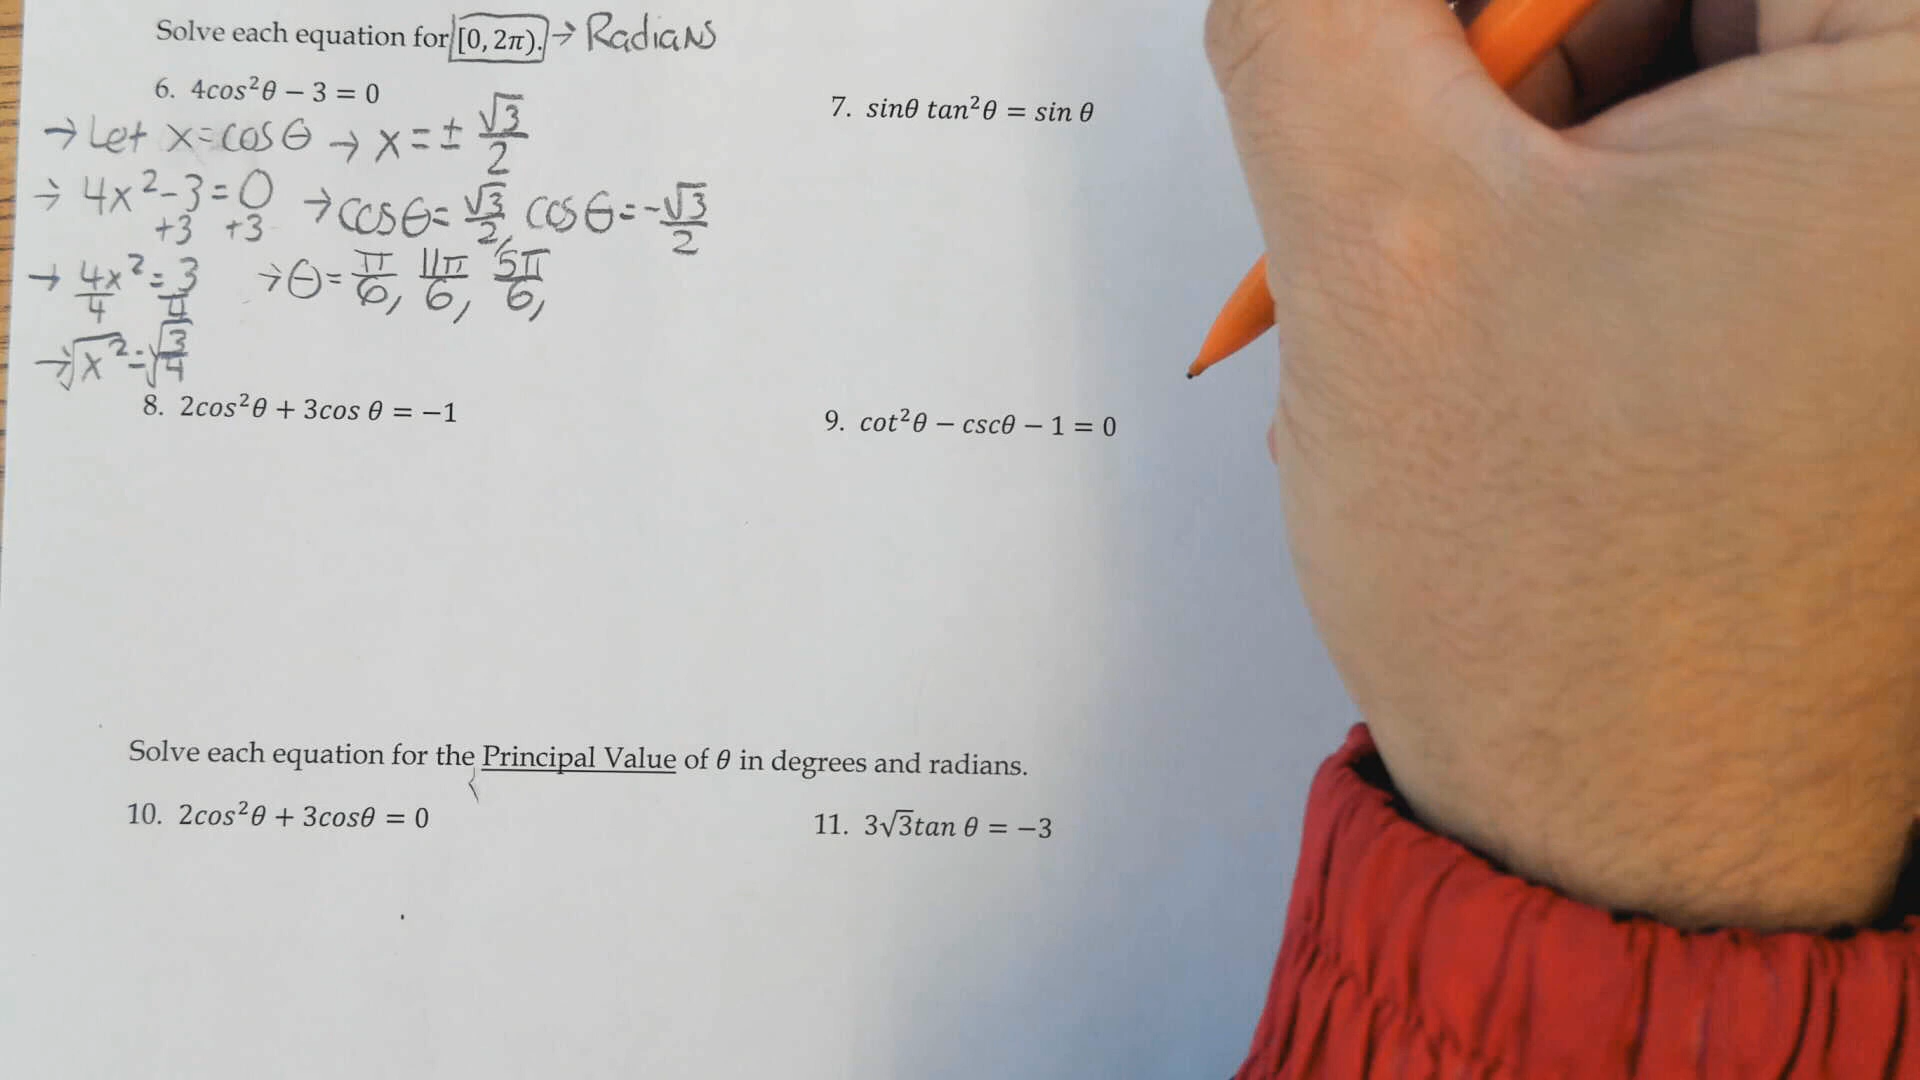 Solve each equation for [0, 2π). → Radians
6. 4cos²θ − 3 = 0
→ Let x = cos θ → x = ± √3/2
→ 4x² - 3 = 0
+3 +3
→ cos θ = √3/2, cos θ = -√3/2
→ 4x²/4 = 3/4
→ θ = π/6, 11π/6, 5π/6,
→ √x² = √3/4
7. sinθ tan²θ = sin θ
8. 2cos²θ + 3cos θ = −1
9. cot²θ − cscθ − 1 = 0
Solve each equation for the Principal Value of θ in degrees and radians.
10. 2cos²θ + 3cosθ = 0
11. 3√3tan θ = −3